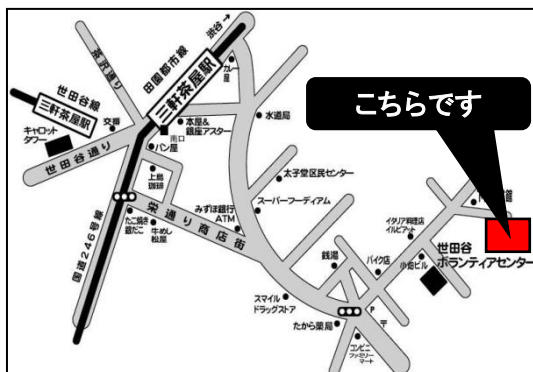 渋谷→
田園都市線
三軒茶屋駅
茶沢通り
世田谷線
三軒茶屋駅
キャロット
タワー
交番
世田谷通り
カレー
屋
本屋&
銀座アスター
南口
パン屋
上島
珈琲
水道局
太子堂区民センター
スーパーフーディアム
みずほ銀行
ATM
栄通り商店街
たこ焼き
銀だこ
牛めし
松屋
国道246号線
こちらです
イタリア料理店
イルピアット
世田谷
ボランティアセンター
小畑ビル
バイク店
銭湯
スマイル
ドラッグストア
たから薬局
P
〒
コンビニ
ファミリー
マート